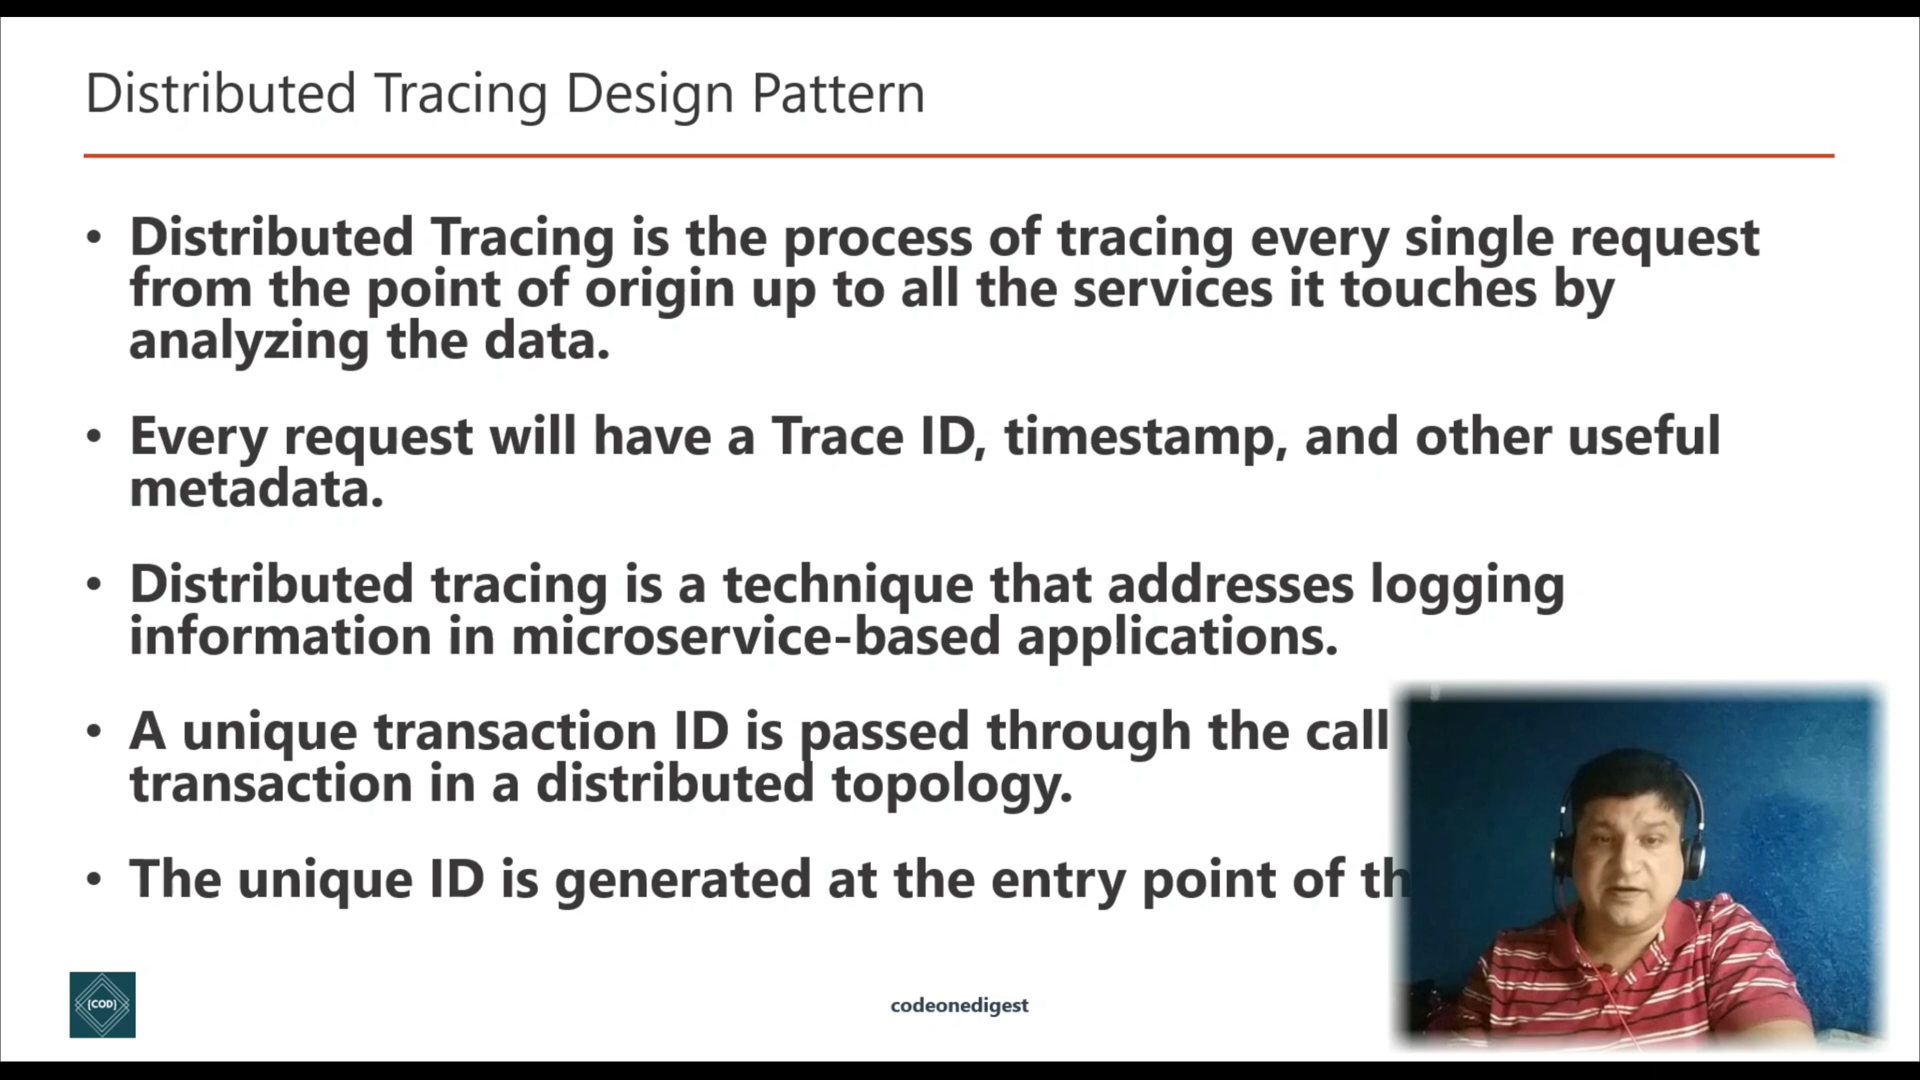 Distributed Tracing Design Pattern
• Distributed Tracing is the process of tracing every single request
from the point of origin up to all the services it touches by
analyzing the data.
• Every request will have a Trace ID, timestamp, and other useful
metadata.
• Distributed tracing is a technique that addresses logging
information in microservice-based applications.
• A unique transaction ID is passed through the call
transaction in a distributed topology.
• The unique ID is generated at the entry point of
[COD]
codeonedigest